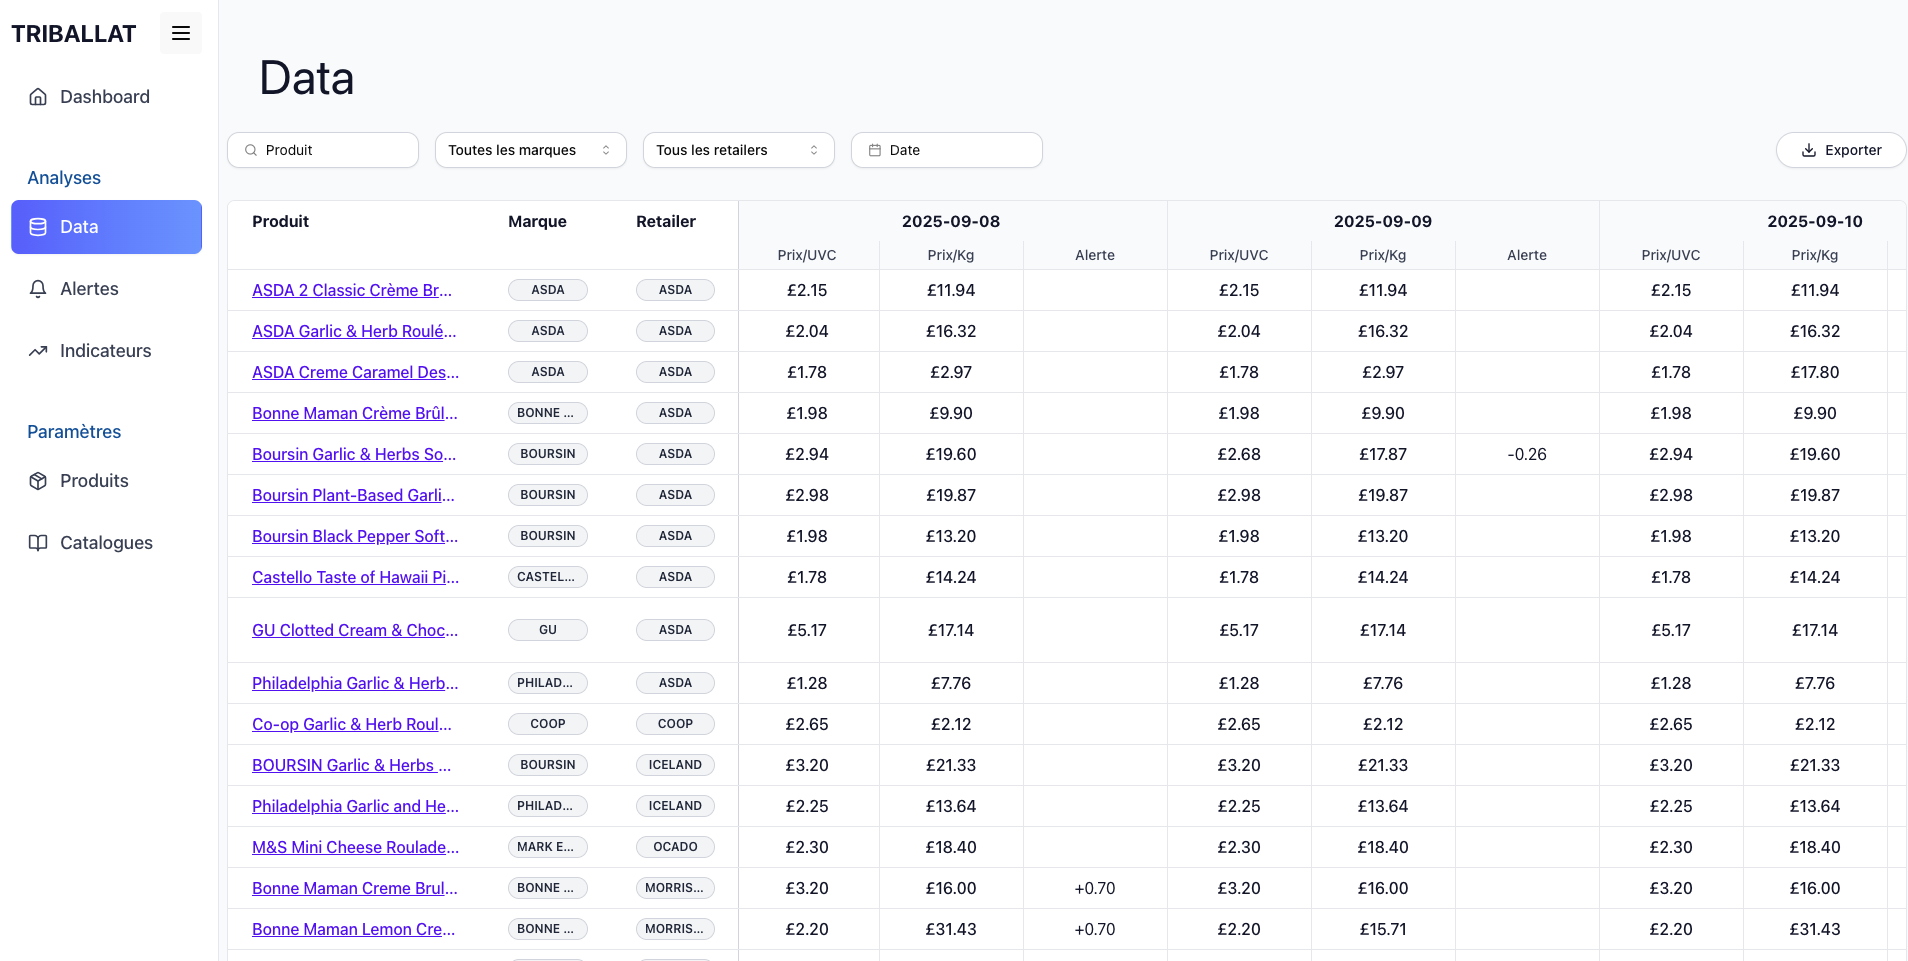 TRIBALLAT
Dashboard
Analyses
Data
Alertes
Indicateurs
Paramètres
Produits
Catalogues
Data
Produit
Toutes les marques
Tous les retailers
Date
Exporter
Produit Marque Retailer 2025-09-08 2025-09-09 2025-09-10
Prix/UVC Prix/Kg Alerte Prix/UVC Prix/Kg Alerte Prix/UVC Prix/Kg
ASDA 2 Classic Crème Br... ASDA ASDA £2.15 £11.94 £2.15 £11.94 £2.15 £11.94
ASDA Garlic & Herb Roulé... ASDA ASDA £2.04 £16.32 £2.04 £16.32 £2.04 £16.32
ASDA Creme Caramel Des... ASDA ASDA £1.78 £2.97 £1.78 £2.97 £1.78 £17.80
Bonne Maman Crème Brûl... BONNE ... ASDA £1.98 £9.90 £1.98 £9.90 £1.98 £9.90
Boursin Garlic & Herbs So... BOURSIN ASDA £2.94 £19.60 £2.68 £17.87 -0.26 £2.94 £19.60
Boursin Plant-Based Garli... BOURSIN ASDA £2.98 £19.87 £2.98 £19.87 £2.98 £19.87
Boursin Black Pepper Soft... BOURSIN ASDA £1.98 £13.20 £1.98 £13.20 £1.98 £13.20
Castello Taste of Hawaii Pi... CASTEL... ASDA £1.78 £14.24 £1.78 £14.24 £1.78 £14.24
GU Clotted Cream & Choc... GU ASDA £5.17 £17.14 £5.17 £17.14 £5.17 £17.14
Philadelphia Garlic & Herb... PHILAD... ASDA £1.28 £7.76 £1.28 £7.76 £1.28 £7.76
Co-op Garlic & Herb Roul... COOP COOP £2.65 £2.12 £2.65 £2.12 £2.65 £2.12
BOURSIN Garlic & Herbs ... BOURSIN ICELAND £3.20 £21.33 £3.20 £21.33 £3.20 £21.33
Philadelphia Garlic and He... PHILAD... ICELAND £2.25 £13.64 £2.25 £13.64 £2.25 £13.64
M&S Mini Cheese Roulade... MARK E... OCADO £2.30 £18.40 £2.30 £18.40 £2.30 £18.40
Bonne Maman Creme Brul... BONNE ... MORRIS... £3.20 £16.00 +0.70 £3.20 £16.00 £3.20 £16.00
Bonne Maman Lemon Cre... BONNE ... MORRIS... £2.20 £31.43 +0.70 £2.20 £15.71 £2.20 £31.43